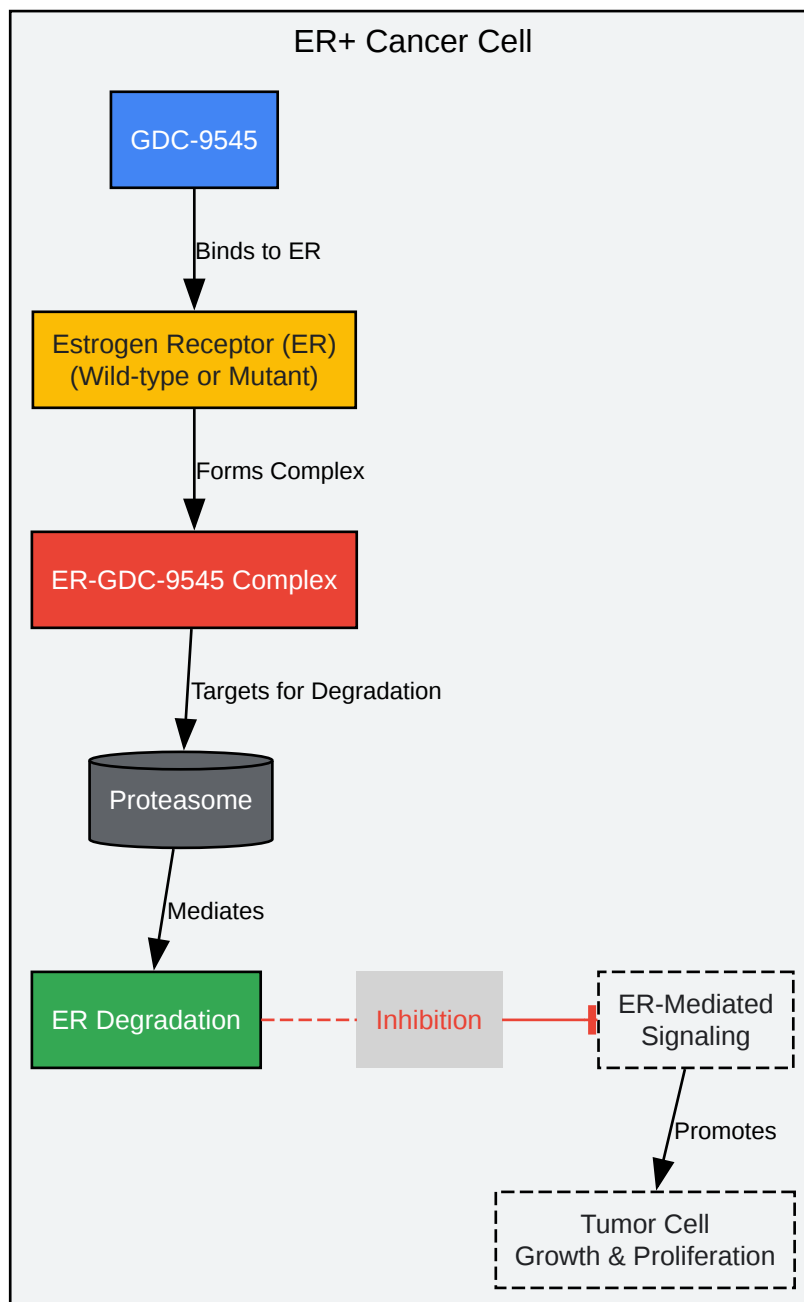 ER+ Cancer Cell
GDC-9545
Binds to ER
Estrogen Receptor (ER)
(Wild-type or Mutant)
Forms Complex
ER-GDC-9545 Complex
Targets for Degradation
Proteasome
Mediates
ER Degradation
Inhibition
ER-Mediated
Signaling
Promotes
Tumor Cell
Growth & Proliferation